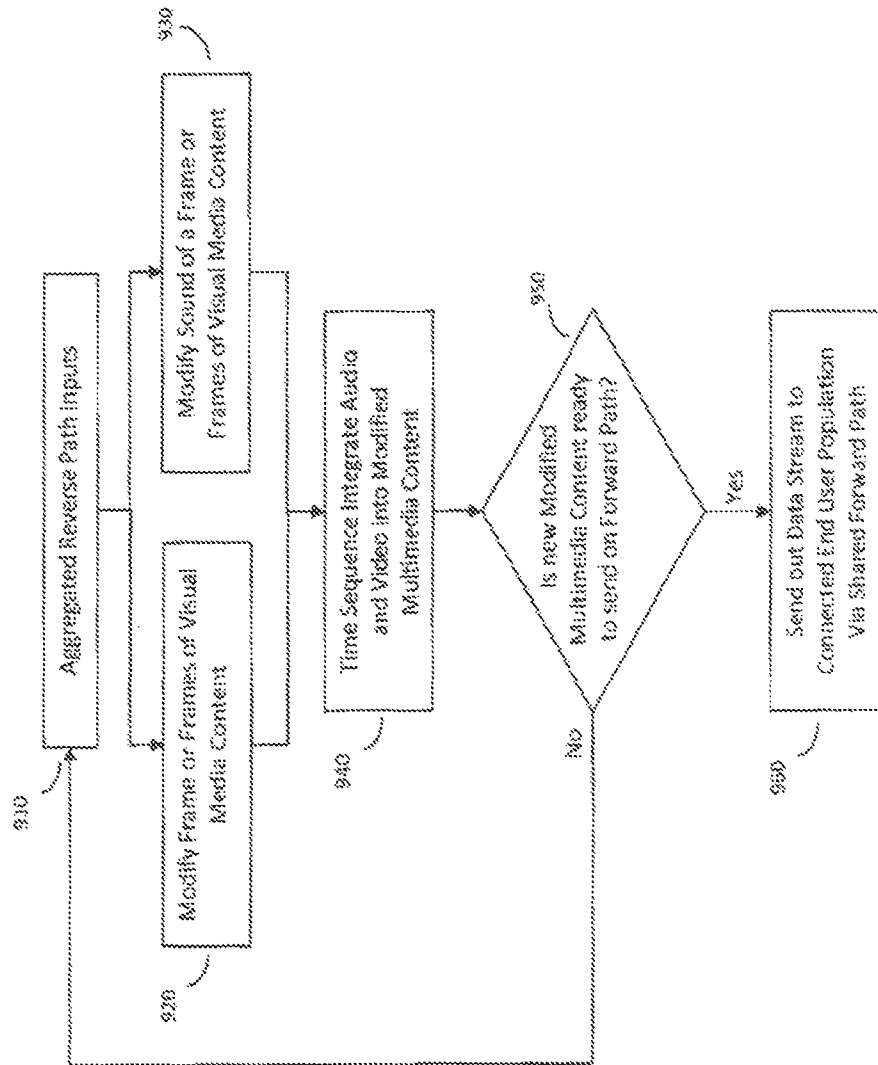 910
Aggregated Reverse Path Inputs
920
Modify Frame or Frames of Visual
Media Content
930
Modify Sound of a Frame or
Frames of Visual Media Content
940
Time Sequence Integrate Audio
and Video into Modified
Multimedia Content
950
Is new Modified
Multimedia Content ready
to send on Forward Path?
No
Yes
960
Send out Data Stream to
Connected End User Population
Via Shared Forward Path